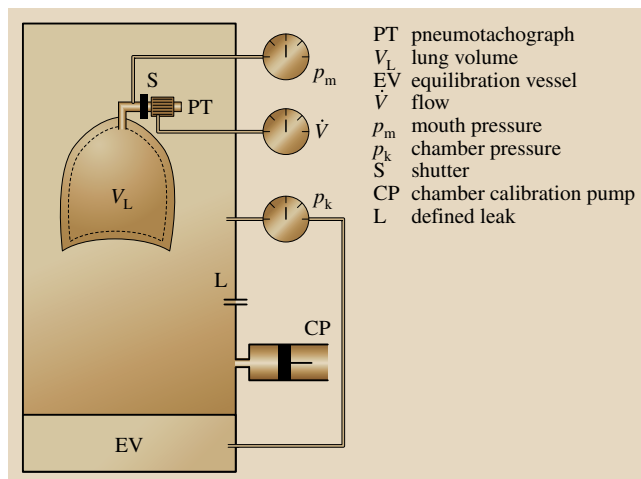 S
PT
p_m
V̇
V_L
p_k
L
CP
EV
PT pneumotachograph
V_L lung volume
EV equilibration vessel
V̇ flow
p_m mouth pressure
p_k chamber pressure
S shutter
CP chamber calibration pump
L defined leak